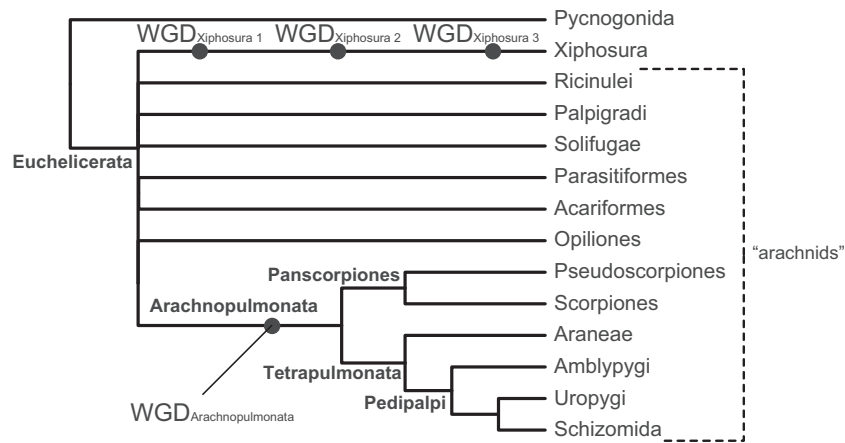 Pycnogonida
WGDXiphosura 1 WGDXiphosura 2 WGDXiphosura 3
Xiphosura
Ricinulei
Palpigradi
Solifugae
Euchelicerata
Parasitiformes
Acariformes
Opiliones
"arachnids"
Panscorpiones
Pseudoscorpiones
Arachnopulmonata
Scorpiones
Araneae
Tetrapulmonata
Amblypygi
Pedipalpi
Uropygi
WGDArachnopulmonata
Schizomida